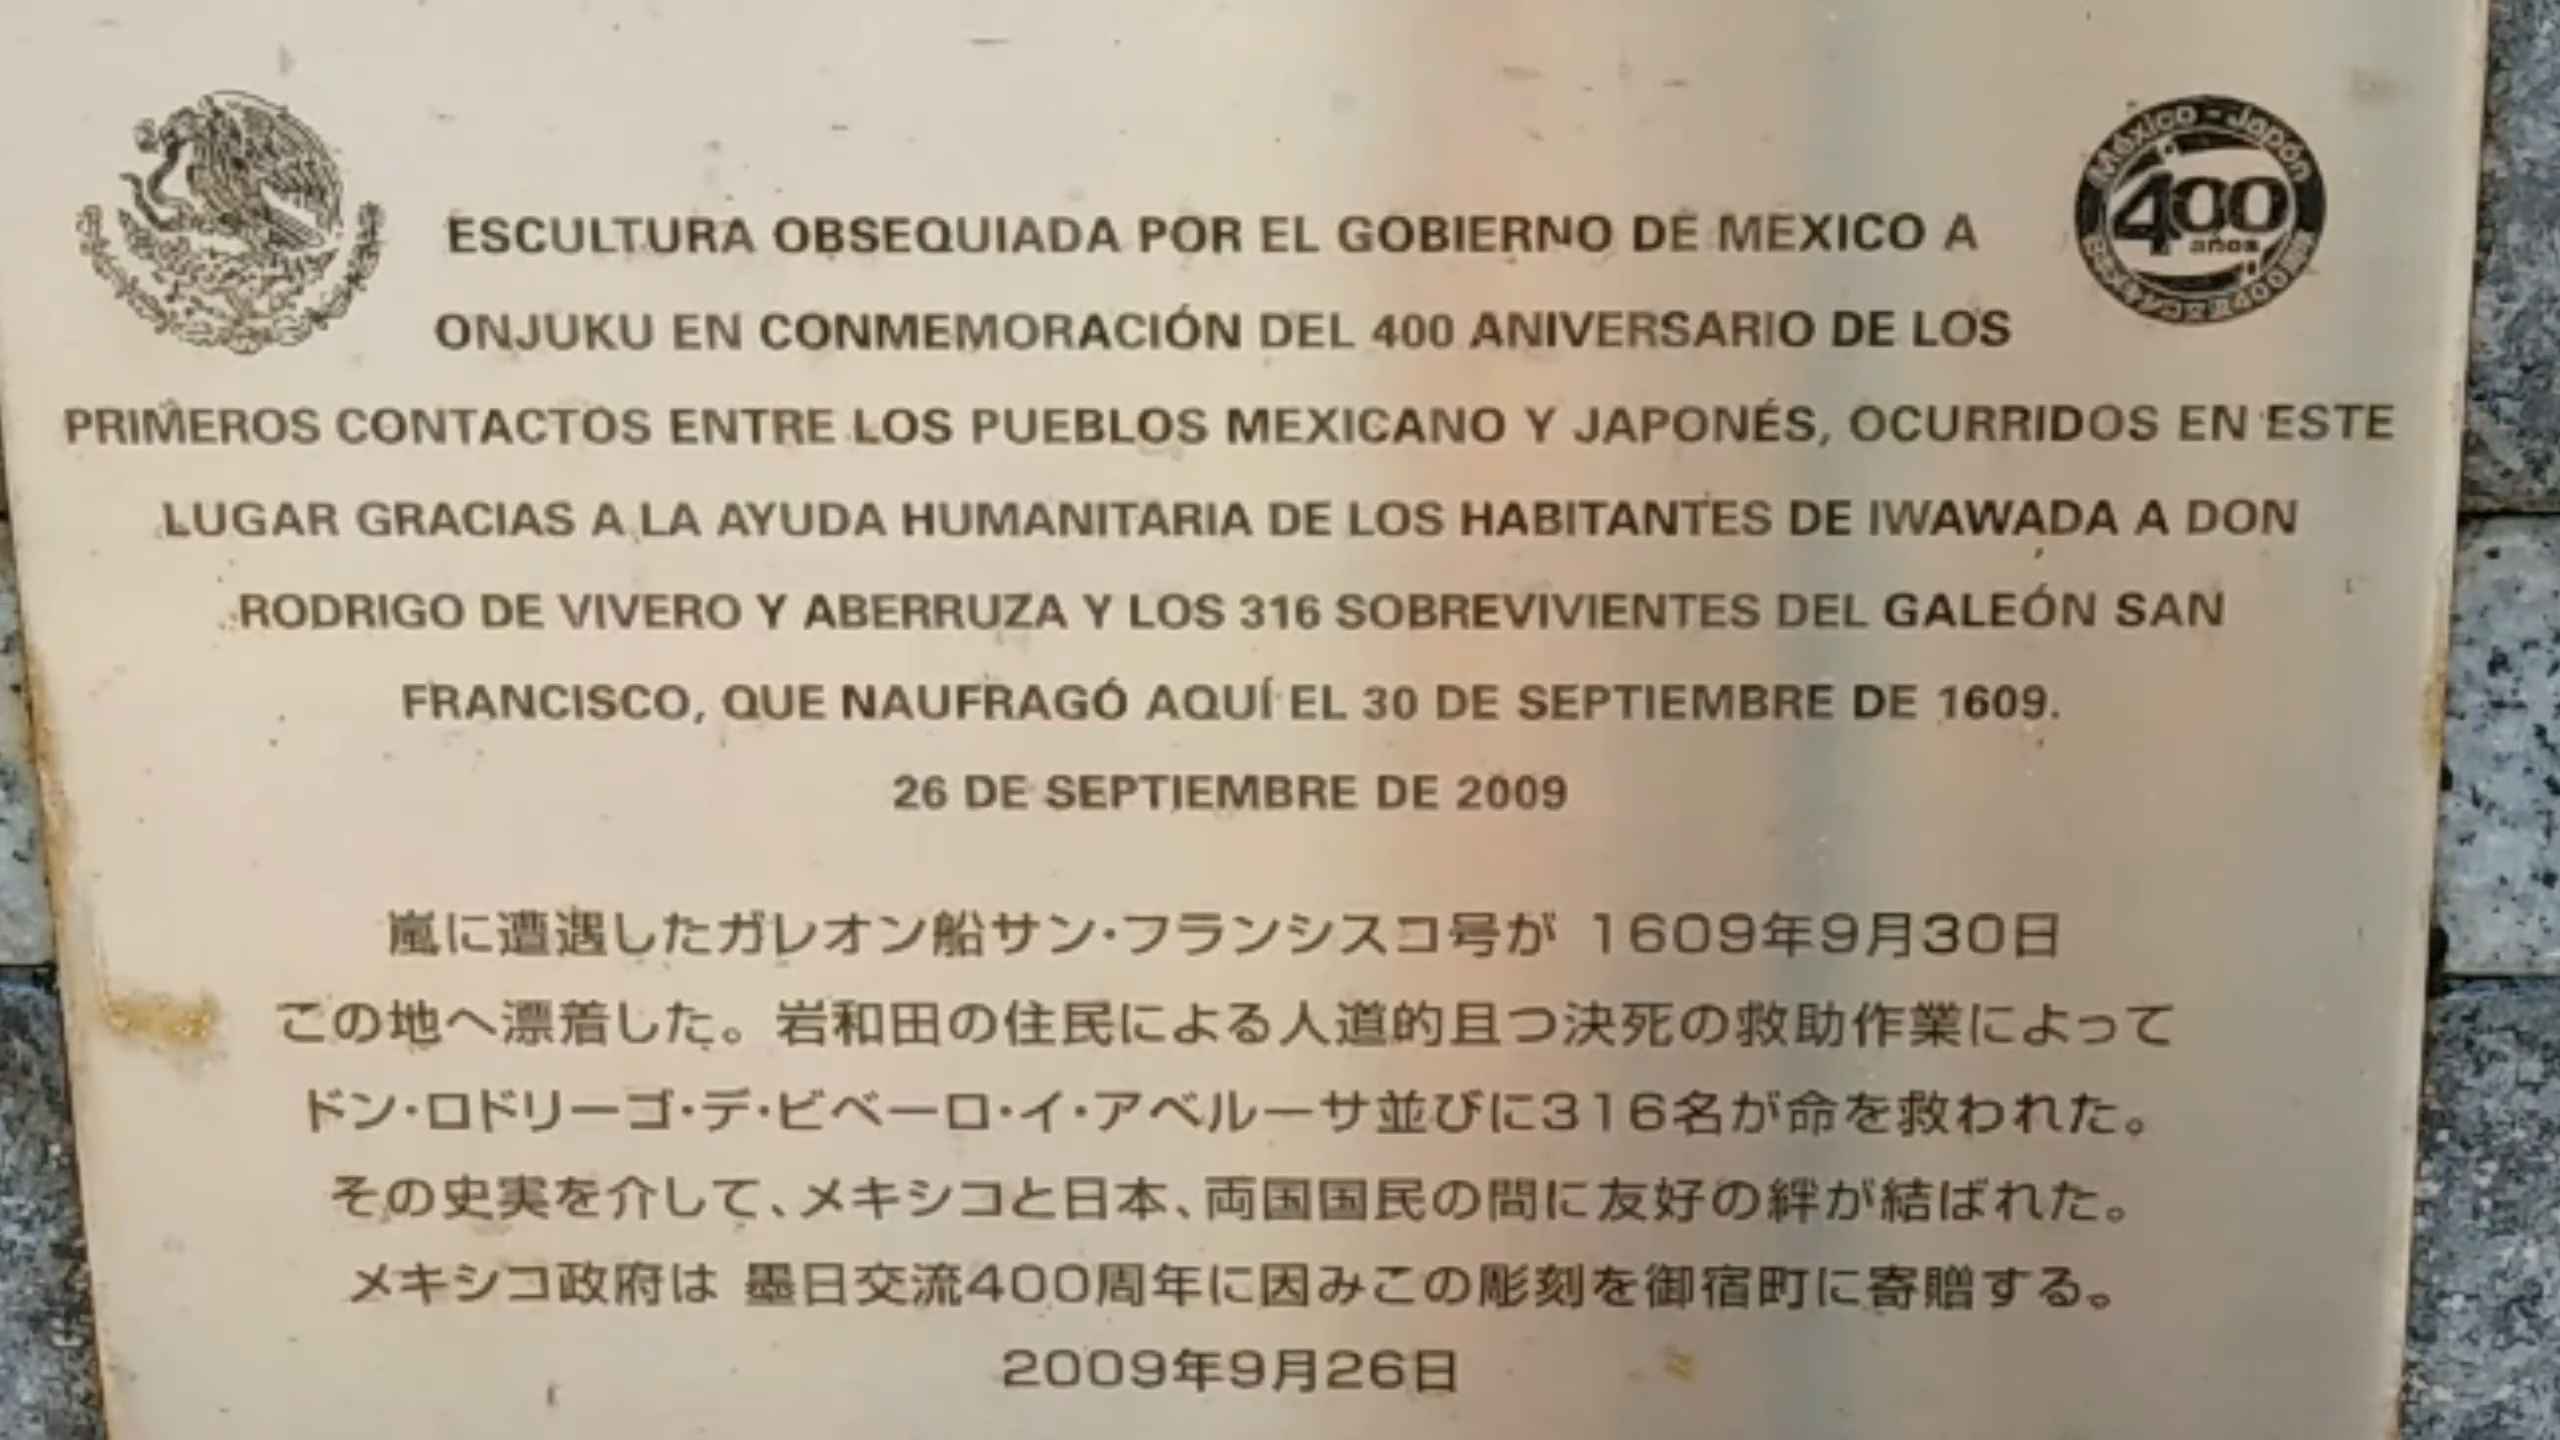 México - Japón
400
años
ESCULTURA OBSEQUIADA POR EL GOBIERNO DE MEXICO A
ONJUKU EN CONMEMORACIÓN DEL 400 ANIVERSARIO DE LOS
PRIMEROS CONTACTOS ENTRE LOS PUEBLOS MEXICANO Y JAPONÉS, OCURRIDOS EN ESTE
LUGAR GRACIAS A LA AYUDA HUMANITARIA DE LOS HABITANTES DE IWAWADA A DON
RODRIGO DE VIVERO Y ABERRUZA Y LOS 316 SOBREVIVIENTES DEL GALEÓN SAN
FRANCISCO, QUE NAUFRAGÓ AQUÍ EL 30 DE SEPTIEMBRE DE 1609.
26 DE SEPTIEMBRE DE 2009
嵐に遭遇したガレオン船サン・フランシスコ号が 1609年9月30日
この地へ漂着した。岩和田の住民による人道的且つ決死の救助作業によって
ドン・ロドリーゴ・デ・ビベーロ・イ・アベルーサ並びに316名が命を救われた。
その史実を介して、メキシコと日本、両国国民の間に友好の絆が結ばれた。
メキシコ政府は 墨日交流400周年に因みこの彫刻を御宿町に寄贈する。
2009年9月26日